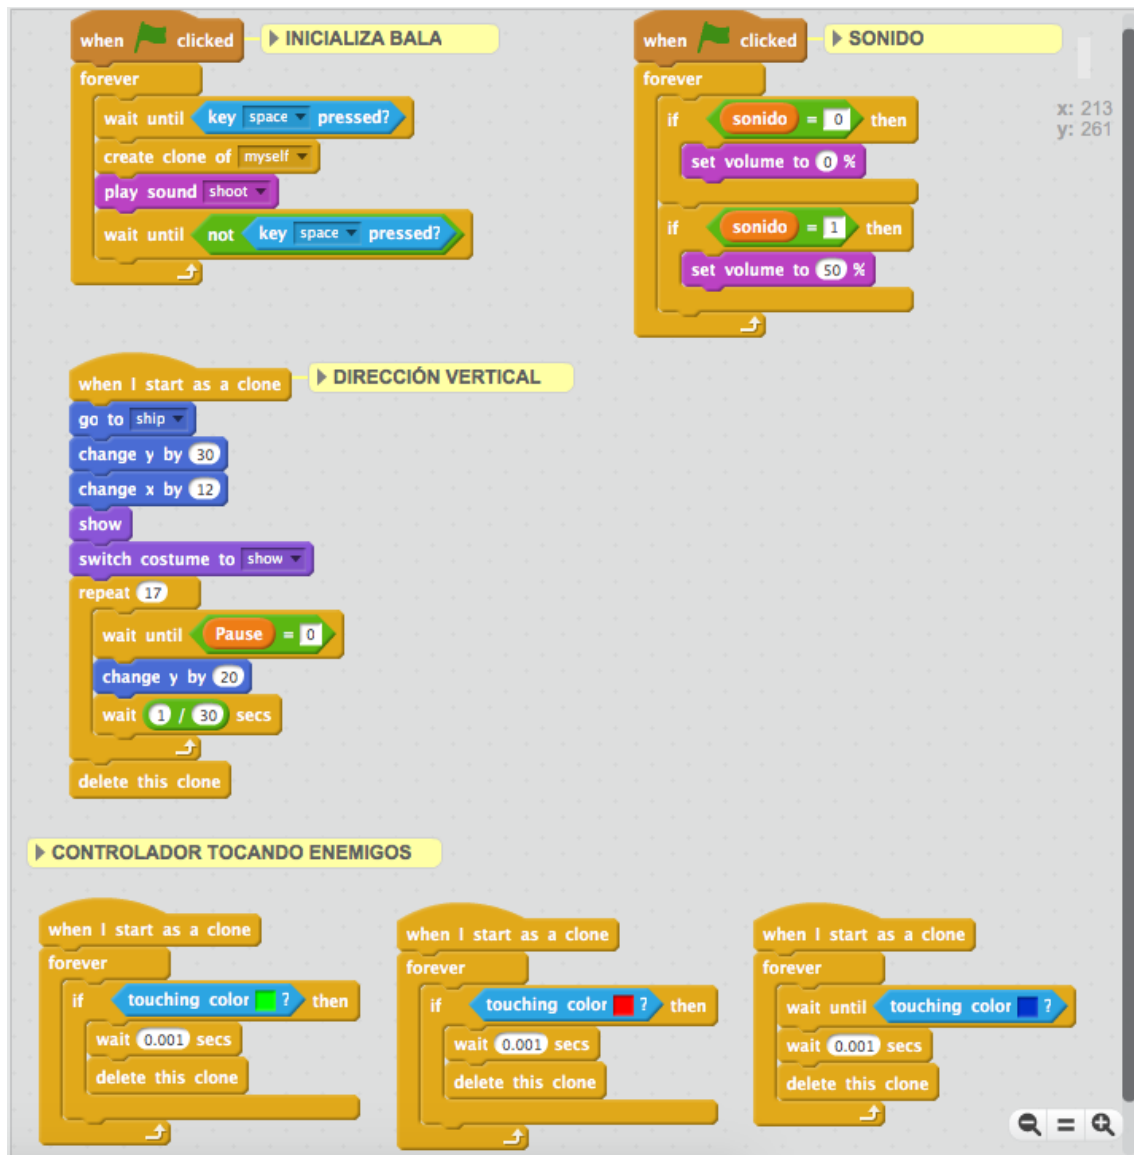 when clicked
INICIALIZA BALA
forever
wait until key space pressed?
create clone of myself
play sound shoot
wait until not key space pressed?
when clicked
SONIDO
forever
if sonido = 0 then
set volume to 0 %
if sonido = 1 then
set volume to 50 %
x: 213
y: 261
when I start as a clone
DIRECCIÓN VERTICAL
go to ship
change y by 30
change x by 12
show
switch costume to show
repeat 17
wait until Pause = 0
change y by 20
wait 1 / 30 secs
delete this clone
CONTROLADOR TOCANDO ENEMIGOS
when I start as a clone
forever
if touching color ? then
wait 0.001 secs
delete this clone
when I start as a clone
forever
if touching color ? then
wait 0.001 secs
delete this clone
when I start as a clone
forever
wait until touching color ?
wait 0.001 secs
delete this clone